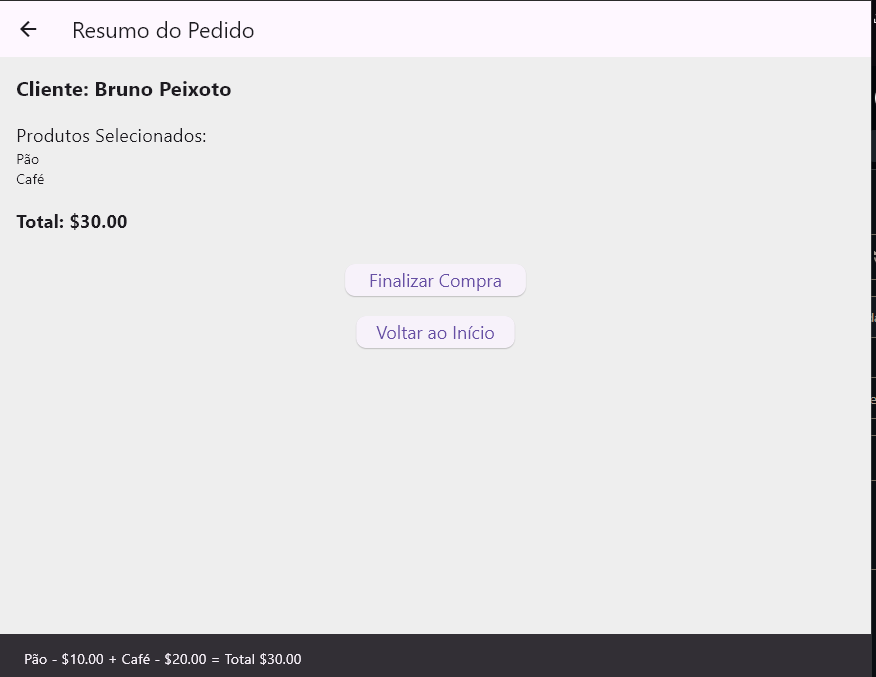 Resumo do Pedido
Cliente: Bruno Peixoto
Produtos Selecionados:
Pão
Café
Total: $30.00
Finalizar Compra
Voltar ao Início
Pão - $10.00 + Café - $20.00 = Total $30.00